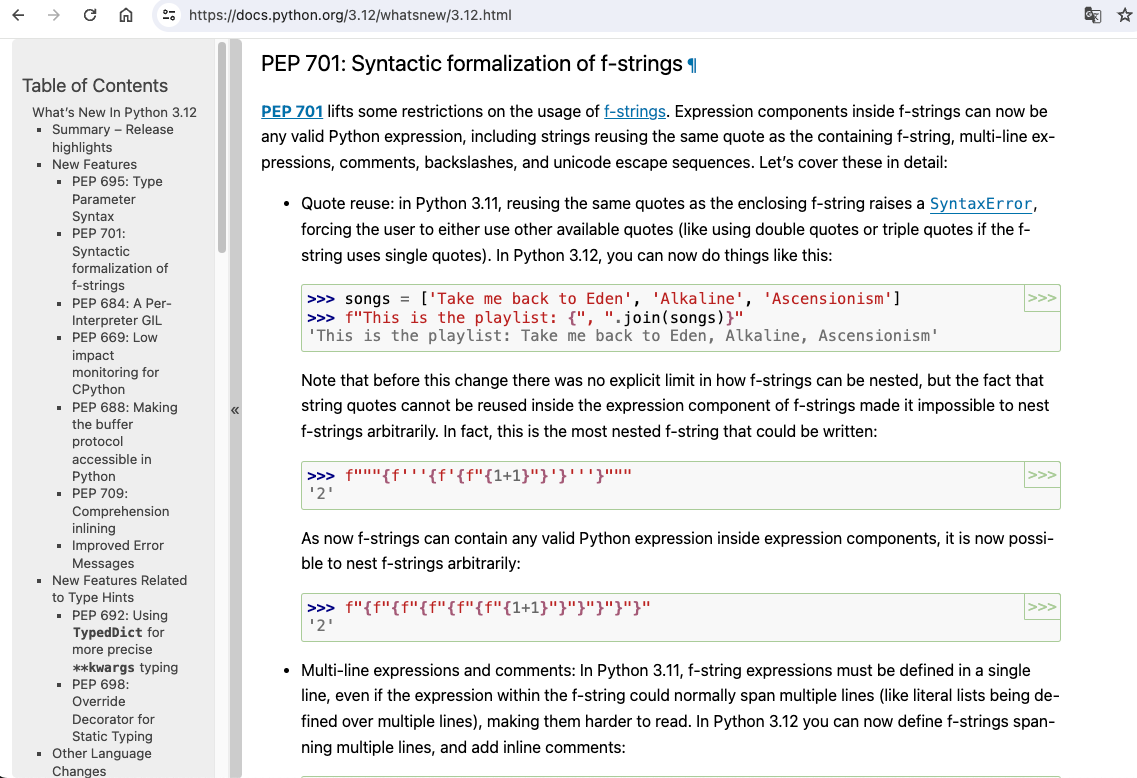 https://docs.python.org/3.12/whatsnew/3.12.html
Table of Contents
What's New In Python 3.12
▪ Summary – Release
highlights
▪ New Features
▪ PEP 695: Type
Parameter
Syntax
▪ PEP 701:
Syntactic
formalization of
f-strings
▪ PEP 684: A Per-
Interpreter GIL
▪ PEP 669: Low
impact
monitoring for
CPython
▪ PEP 688: Making
the buffer
protocol
accessible in
Python
▪ PEP 709:
Comprehension
inlining
▪ Improved Error
Messages
▪ New Features Related
to Type Hints
▪ PEP 692: Using
TypedDict for
more precise
**kwargs typing
▪ PEP 698:
Override
Decorator for
Static Typing
▪ Other Language
Changes
«
PEP 701: Syntactic formalization of f-strings ¶
PEP 701 lifts some restrictions on the usage of f-strings. Expression components inside f-strings can now be
any valid Python expression, including strings reusing the same quote as the containing f-string, multi-line ex-
pressions, comments, backslashes, and unicode escape sequences. Let's cover these in detail:
• Quote reuse: in Python 3.11, reusing the same quotes as the enclosing f-string raises a SyntaxError,
forcing the user to either use other available quotes (like using double quotes or triple quotes if the f-
string uses single quotes). In Python 3.12, you can now do things like this:
>>> songs = ['Take me back to Eden', 'Alkaline', 'Ascensionism']
>>>
>>> f"This is the playlist: {", ".join(songs)}"
'This is the playlist: Take me back to Eden, Alkaline, Ascensionism'
Note that before this change there was no explicit limit in how f-strings can be nested, but the fact that
string quotes cannot be reused inside the expression component of f-strings made it impossible to nest
f-strings arbitrarily. In fact, this is the most nested f-string that could be written:
>>> f"""{f'''{f'{f"{1+1}"}'}'''}"""
>>>
'2'
As now f-strings can contain any valid Python expression inside expression components, it is now possi-
ble to nest f-strings arbitrarily:
>>> f"{f"{f"{f"{f"{f"{1+1}"}"}"}"}"}"
>>>
'2'
• Multi-line expressions and comments: In Python 3.11, f-string expressions must be defined in a single
line, even if the expression within the f-string could normally span multiple lines (like literal lists being de-
fined over multiple lines), making them harder to read. In Python 3.12 you can now define f-strings span-
ning multiple lines, and add inline comments: